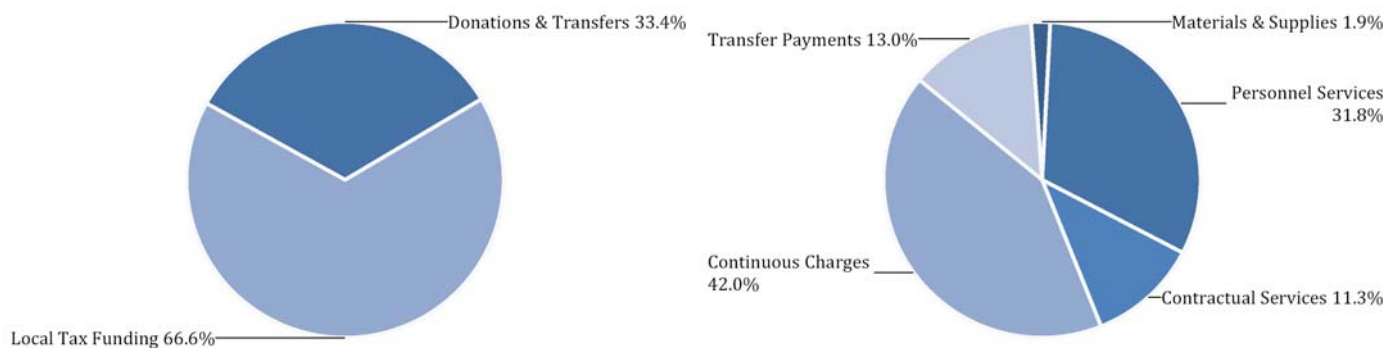 Donations & Transfers 33.4%
Local Tax Funding 66.6%
Materials & Supplies 1.9%
Transfer Payments 13.0%
Personnel Services
31.8%
Continuous Charges
42.0%
Contractual Services 11.3%